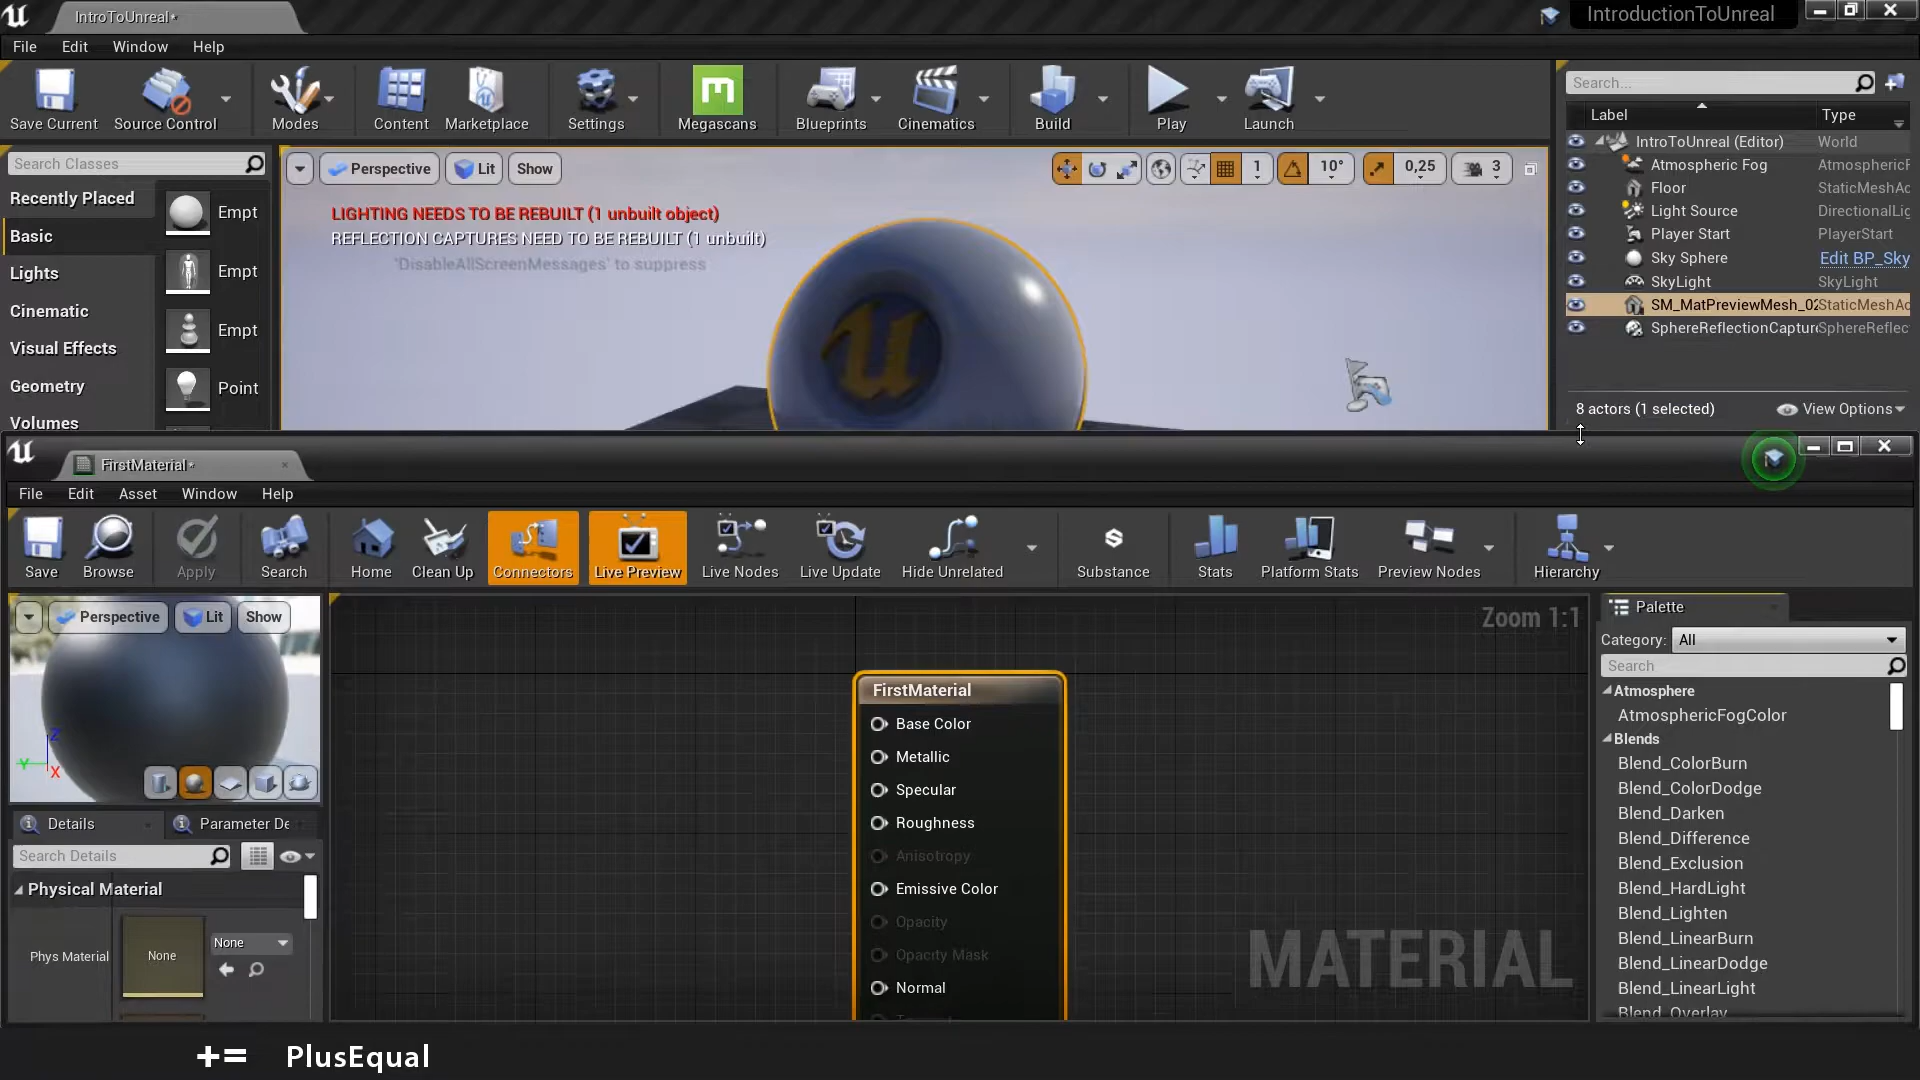 IntroToUnreal*
IntroductionToUnreal
File Edit Window Help
Save Current Source Control Modes Content Marketplace Settings Megascans Blueprints Cinematics Build Play Launch
Search...
Label Type
Search Classes
Recently Placed
Basic
Lights
Cinematic
Visual Effects
Geometry
Volumes
Empt
Empt
Empt
Point
Perspective Lit Show
1 10° 0,25 3
LIGHTING NEEDS TO BE REBUILT (1 unbuilt object)
REFLECTION CAPTURES NEED TO BE REBUILT (1 unbuilt)
'DisableAllScreenMessages' to suppress
IntroToUnreal (Editor) World
Atmospheric Fog AtmosphericF
Floor StaticMeshAc
Light Source DirectionalLig
Player Start PlayerStart
Sky Sphere Edit BP_Sky
SkyLight SkyLight
SM_MatPreviewMesh_02 StaticMeshAc
SphereReflectionCapture SphereReflec
8 actors (1 selected) View Options
FirstMaterial*
File Edit Asset Window Help
Save Browse Apply Search Home Clean Up Connectors Live Preview Live Nodes Live Update Hide Unrelated Substance Stats Platform Stats Preview Nodes Hierarchy
Perspective Lit Show
Z
Y
X
Details Parameter De
Search Details
Physical Material
Phys Material None None
Zoom 1:1
FirstMaterial
Base Color
Metallic
Specular
Roughness
Anisotropy
Emissive Color
Opacity
Opacity Mask
Normal
MATERIAL
Palette
Category: All
Search
Atmosphere
AtmosphericFogColor
Blends
Blend_ColorBurn
Blend_ColorDodge
Blend_Darken
Blend_Difference
Blend_Exclusion
Blend_HardLight
Blend_Lighten
Blend_LinearBurn
Blend_LinearDodge
Blend_LinearLight
Blend_Overlay
+= PlusEqual